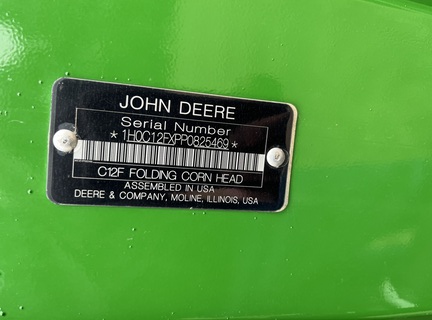 JOHN DEERE
Serial Number
*1H0C12FXPP0825469*
C12F FOLDING CORN HEAD
ASSEMBLED IN USA
DEERE & COMPANY, MOLINE, ILLINOIS, USA